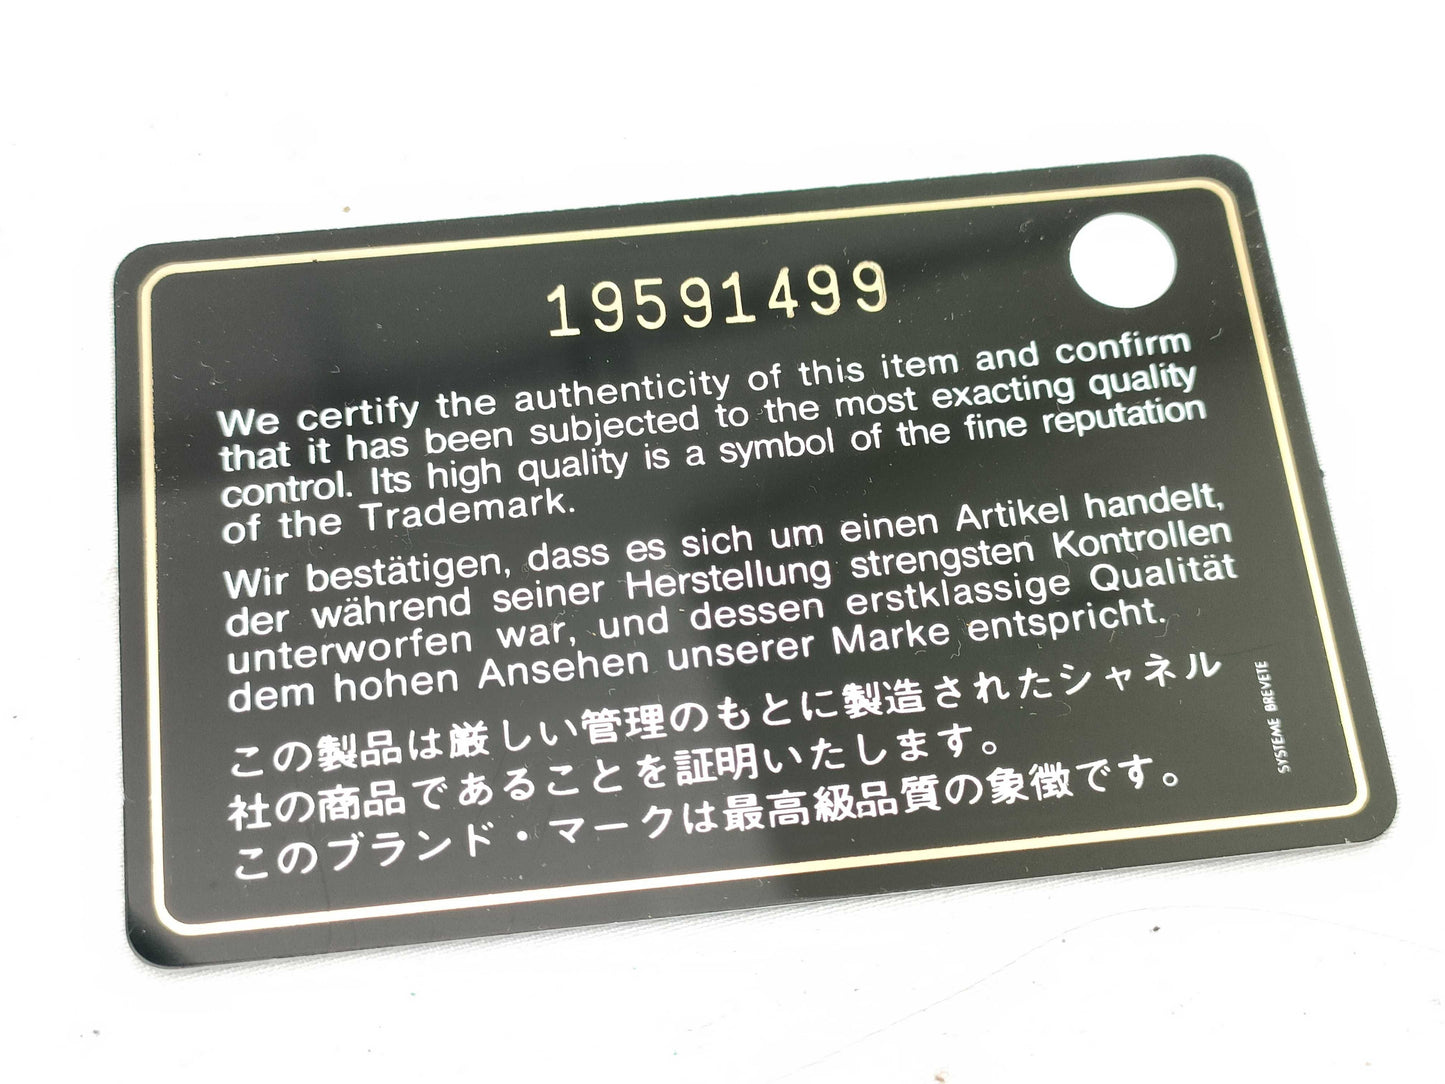 19591499
We certify the authenticity of this item and confirm
that it has been subjected to the most exacting quality
control. Its high quality is a symbol of the fine reputation
of the Trademark.
Wir bestätigen, dass es sich um einen Artikel handelt,
der während seiner Herstellung strengsten Kontrollen
unterworfen war, und dessen erstklassige Qualität
dem hohen Ansehen unserer Marke entspricht.
この製品は厳しい管理のもとに製造されたシャネル
社の商品であることを証明いたします。
このブランド・マークは最高級品質の象徴です。
SYSTEME BREVETE